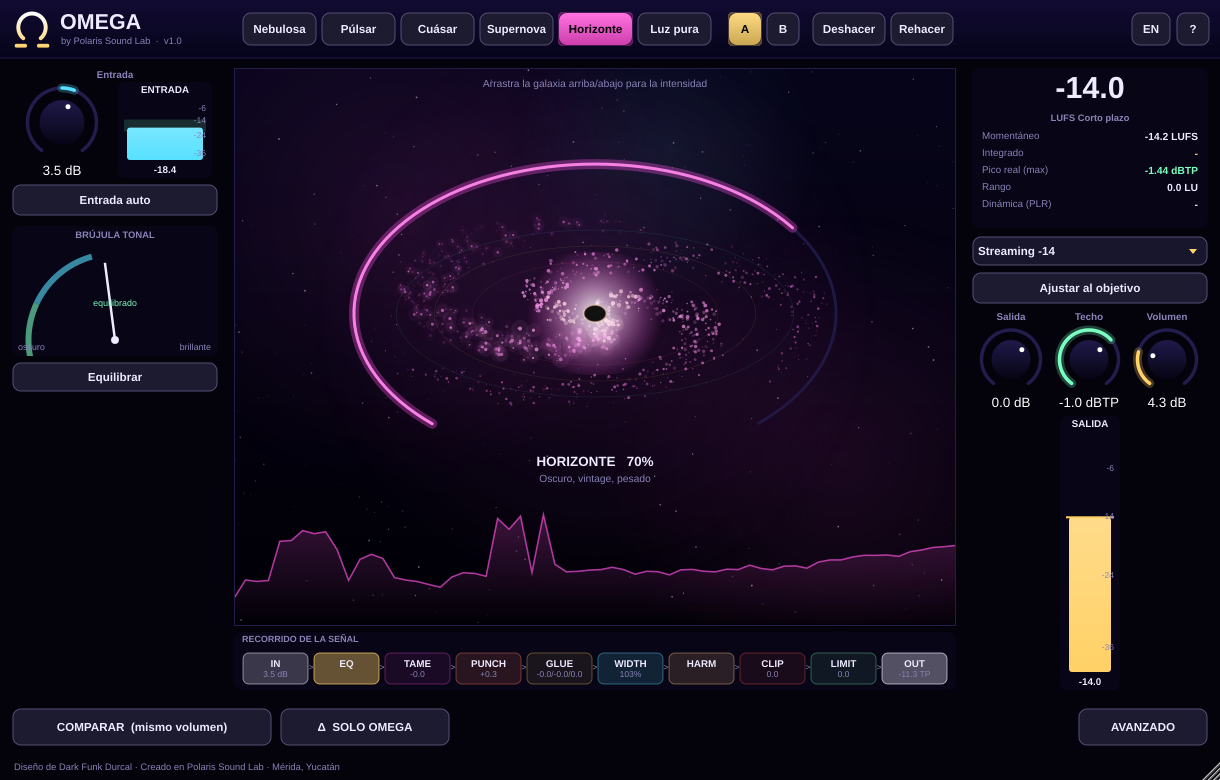 OMEGA
by Polaris Sound Lab · v1.0
Nebulosa
Púlsar
Cuásar
Supernova
Horizonte
Luz pura
A
B
Deshacer
Rehacer
EN
?
Entrada
3.5 dB
ENTRADA
-6
-14
-24
-36
-18.4
Entrada auto
BRÚJULA TONAL
equilibrado
oscuro
brillante
Equilibrar
Arrastra la galaxia arriba/abajo para la intensidad
HORIZONTE 70%
Oscuro, vintage, pesado
RECORRIDO DE LA SEÑAL
IN
3.5 dB
>
EQ
>
TAME
-0.0
>
PUNCH
+0.3
>
GLUE
-0.0/-0.0/0.0
>
WIDTH
103%
>
HARM
>
CLIP
0.0
>
LIMIT
0.0
>
OUT
-11.3 TP
-14.0
LUFS Corto plazo
Momentáneo -14.2 LUFS
Integrado -
Pico real (max) -1.44 dBTP
Rango 0.0 LU
Dinámica (PLR) -
Streaming -14
Ajustar al objetivo
Salida Techo Volumen
0.0 dB -1.0 dBTP 4.3 dB
SALIDA
-6
-14
-24
-36
-14.0
COMPARAR (mismo volumen)
Δ SOLO OMEGA
AVANZADO
Diseño de Dark Funk Durcal · Creado en Polaris Sound Lab · Mérida, Yucatán